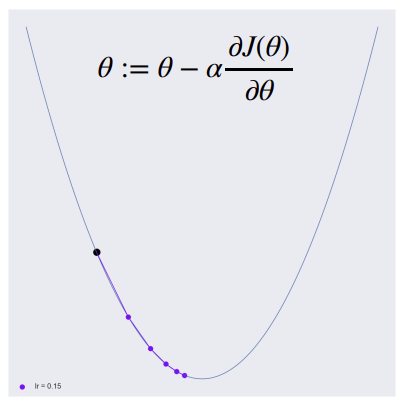 θ := θ − α ∂J(θ)/∂θ
lr = 0.15